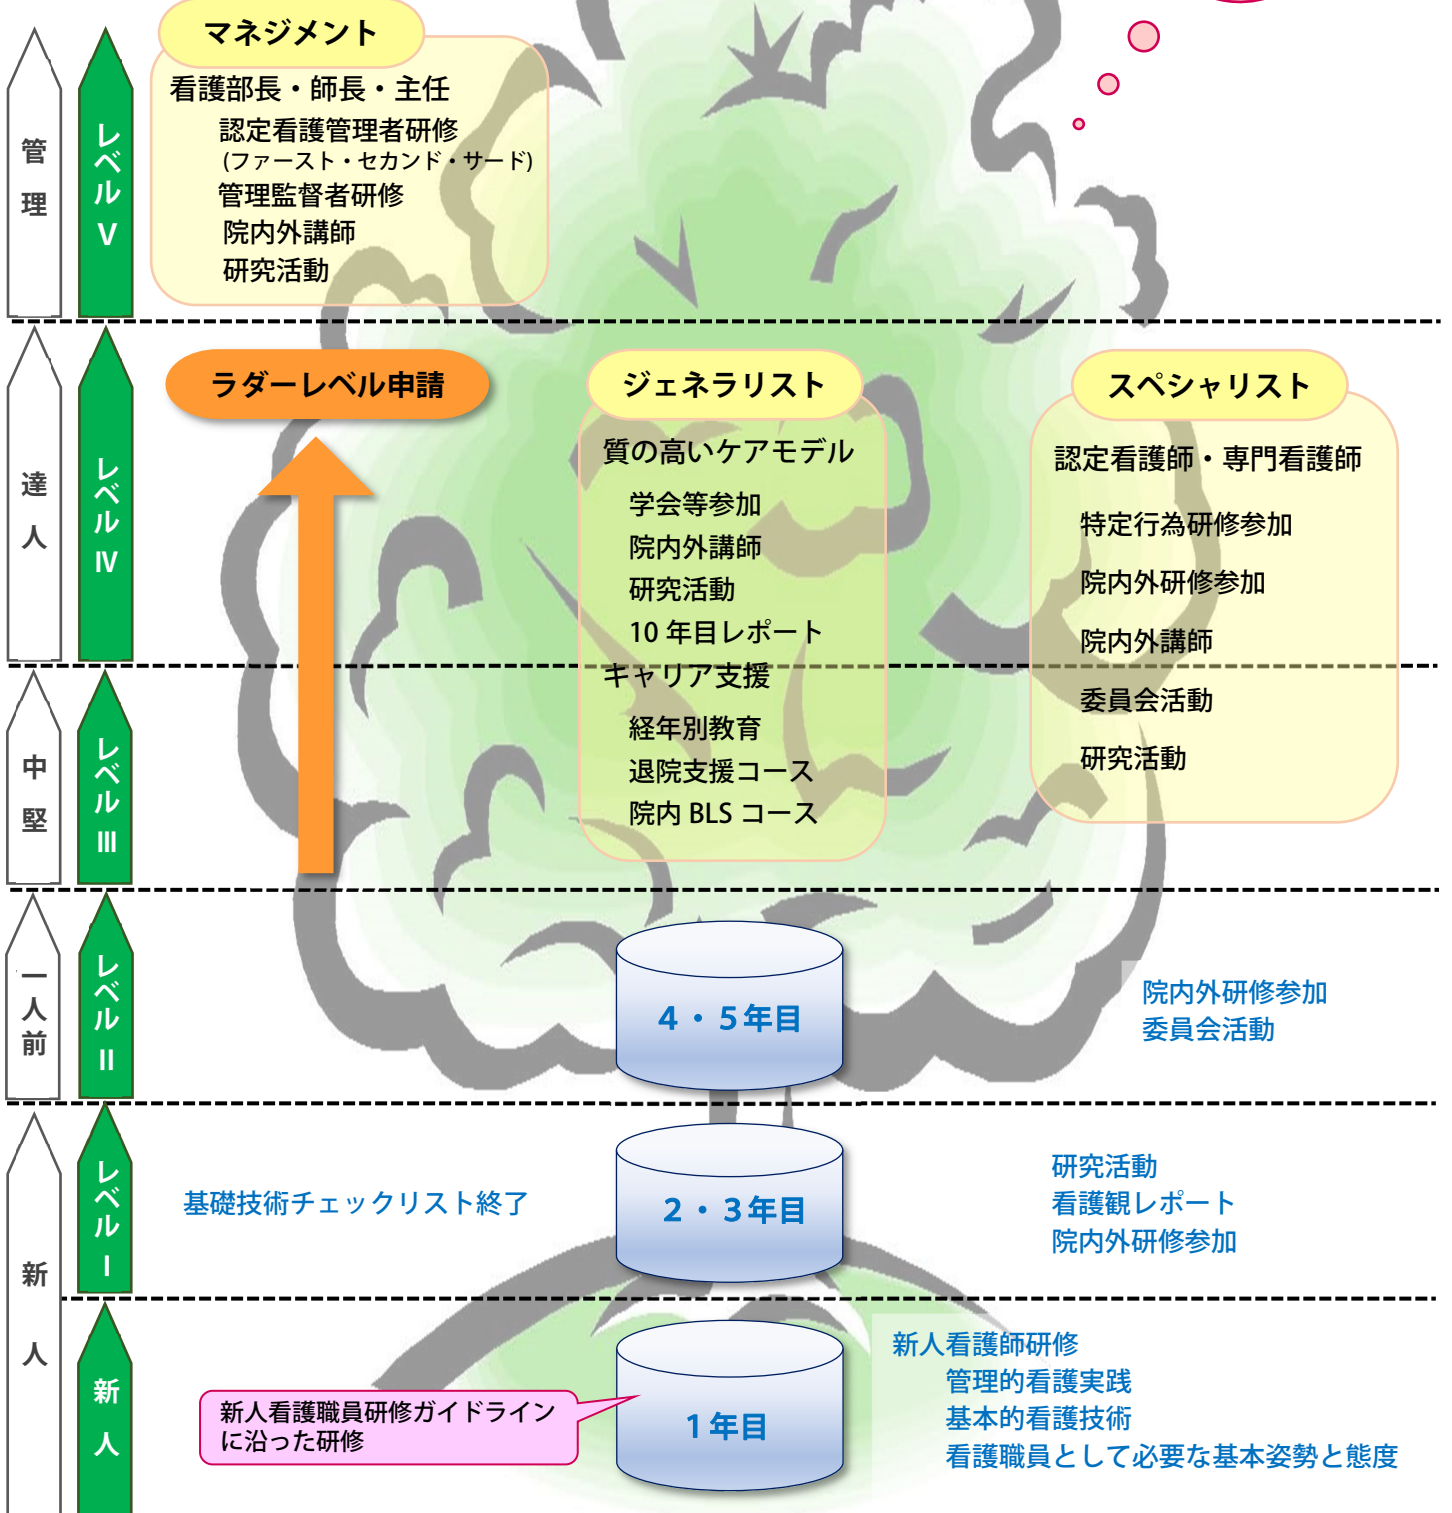 マネジメント
看護部長・師長・主任
認定看護管理者研修
(ファースト・セカンド・サード)
管理監督者研修
院内外講師
研究活動
管理
レベルⅤ
ラダーレベル申請
ジェネラリスト
質の高いケアモデル
学会等参加
院内外講師
研究活動
10年目レポート
キャリア支援
経年別教育
退院支援コース
院内 BLS コース
スペシャリスト
認定看護師・専門看護師
特定行為研修参加
院内外研修参加
院内外講師
委員会活動
研究活動
達人
レベルⅣ
中堅
レベルⅢ
一人前
レベルⅡ
4・5年目
院内外研修参加
委員会活動
新人
レベルⅠ
基礎技術チェックリスト終了
2・3年目
研究活動
看護観レポート
院内外研修参加
新人
新人看護職員研修ガイドライン
に沿った研修
1年目
新人看護師研修
管理的看護実践
基本的看護技術
看護職員として必要な基本姿勢と態度